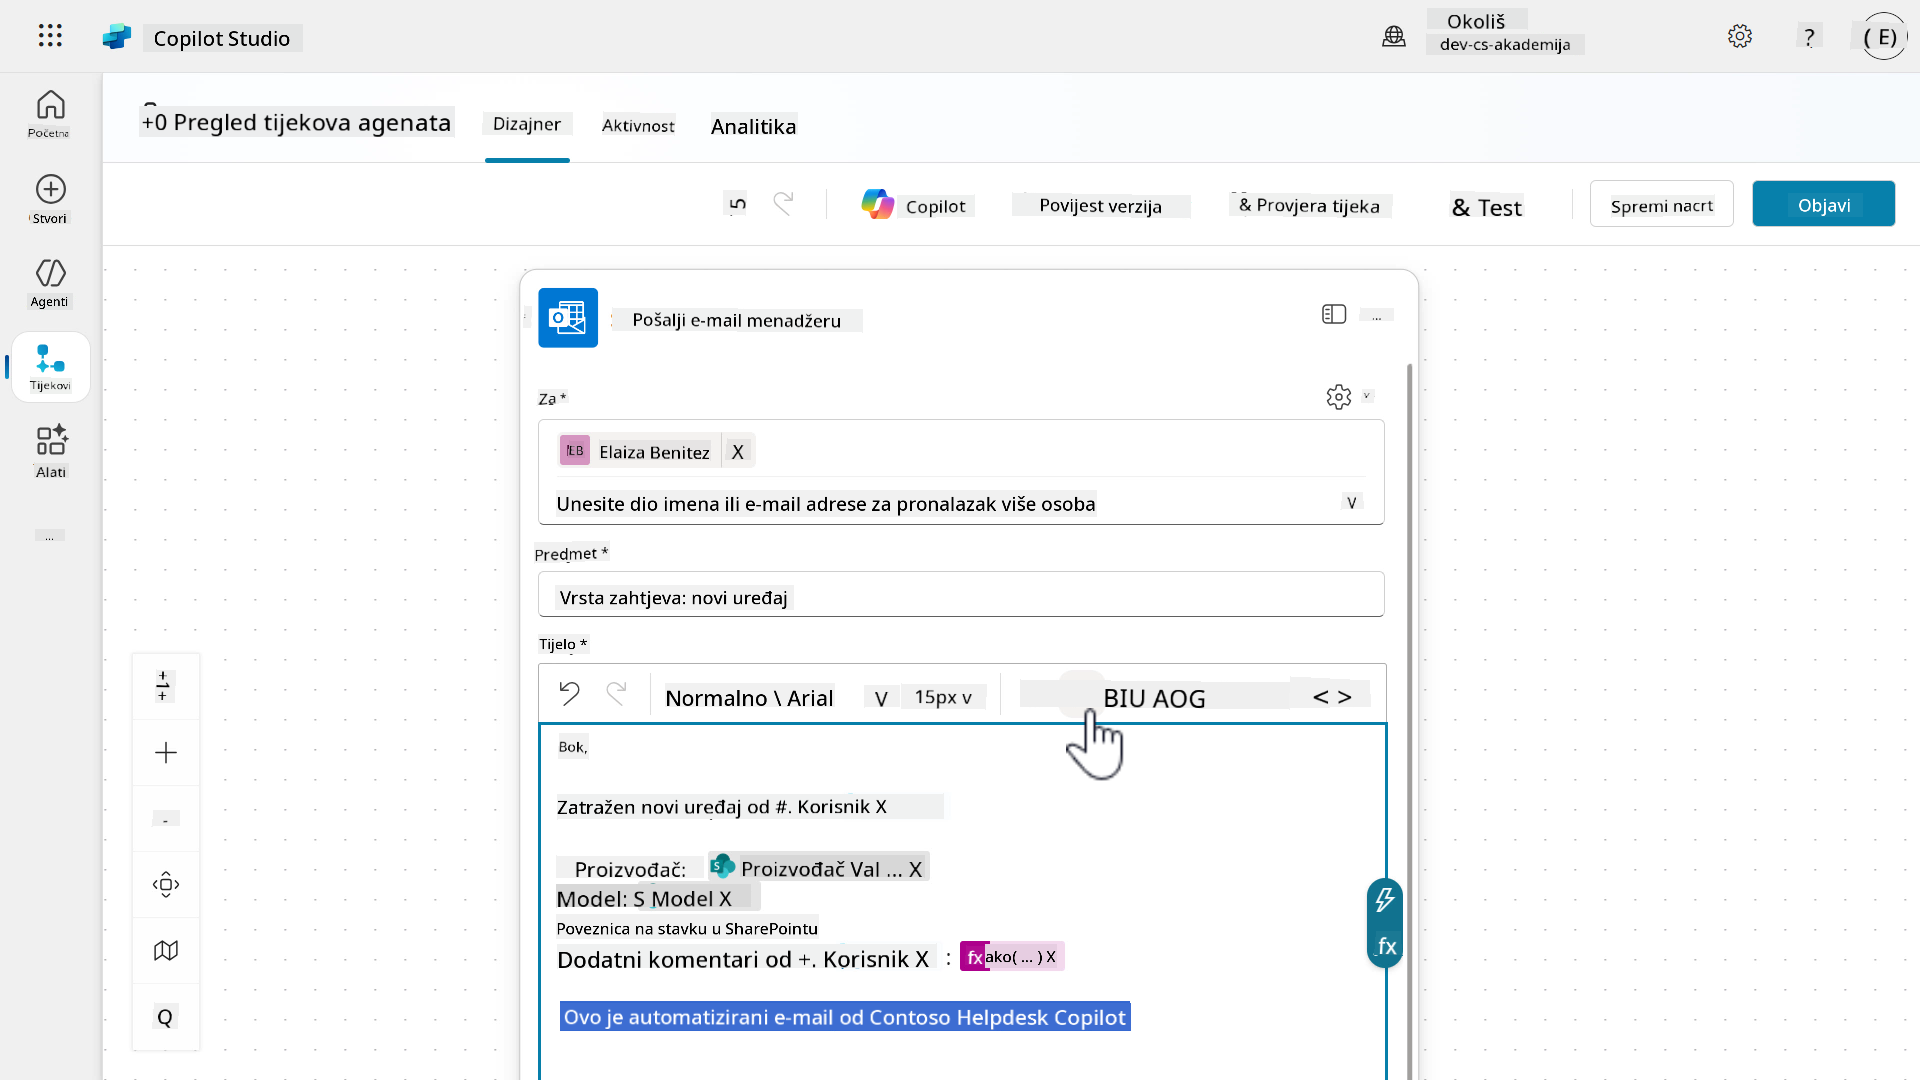 Copilot Studio
Okoliš
dev-cs-akademija
?
( E)
Početna
Stvori
Agenti
Tijekovi
Alati
...
+0 Pregled tijekova agenata
Dizajner
Aktivnost
Analitika
5
Copilot
Povijest verzija
& Provjera tijeka
& Test
Spremi nacrt
Objavi
Pošalji e-mail menadžeru
...
Za *
v
EB Elaiza Benitez X
Unesite dio imena ili e-mail adrese za pronalazak više osoba V
Predmet *
Vrsta zahtjeva: novi uređaj
Tijelo *
Normalno \ Arial V 15px v BIU AOG < >
Bok,
Zatražen novi uređaj od #. Korisnik X
Proizvođač: S Proizvođač Val ... X
Model: S Model X
Poveznica na stavku u SharePointu
Dodatni komentari od +. Korisnik X : fx ako( ... ) X
Ovo je automatizirani e-mail od Contoso Helpdesk Copilot
fx
Q